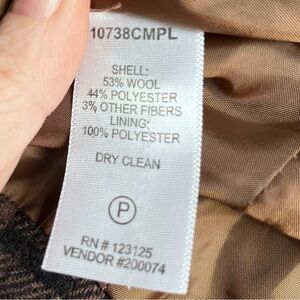 10738CMPL
SHELL:
53% WOOL
44% POLYESTER
3% OTHER FIBERS
LINING:
100% POLYESTER
DRY CLEAN
P
RN # 123125
VENDOR #200074